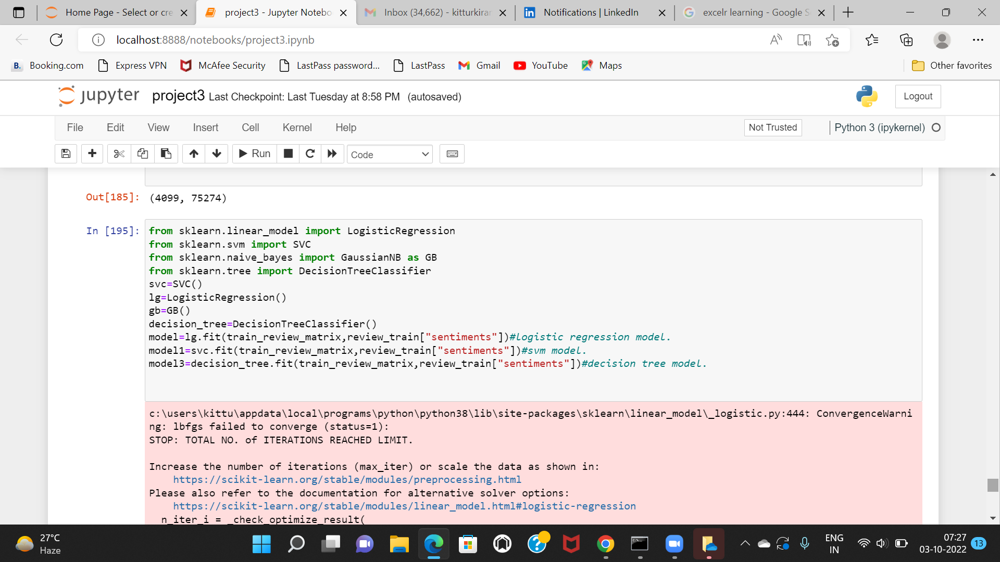 Home Page - Select or cre
project3 - Jupyter Notebo
Inbox (34,662) - kitturkirar
Notifications | LinkedIn
excelr learning - Google S
localhost:8888/notebooks/project3.ipynb
B. Booking.com
Express VPN
McAfee Security
LastPass password...
LastPass
Gmail
YouTube
Maps
Other favorites
jupyter project3 Last Checkpoint: Last Tuesday at 8:58 PM (autosaved)
Logout
File Edit View Insert Cell Kernel Help
Not Trusted
Python 3 (ipykernel)
Run
Code
Out[185]: (4099, 75274)
In [195]: from sklearn.linear_model import LogisticRegression
from sklearn.svm import SVC
from sklearn.naive_bayes import GaussianNB as GB
from sklearn.tree import DecisionTreeClassifier
svc=SVC()
lg=LogisticRegression()
gb=GB()
decision_tree=DecisionTreeClassifier()
model=lg.fit(train_review_matrix,review_train["sentiments"])#logistic regression model.
model1=svc.fit(train_review_matrix,review_train["sentiments"])#svm model.
model3=decision_tree.fit(train_review_matrix,review_train["sentiments"])#decision tree model.
c:\users\kittu\appdata\local\programs\python\python38\lib\site-packages\sklearn\linear_model\_logistic.py:444: ConvergenceWarni
ng: lbfgs failed to converge (status=1):
STOP: TOTAL NO. of ITERATIONS REACHED LIMIT.
Increase the number of iterations (max_iter) or scale the data as shown in:
https://scikit-learn.org/stable/modules/preprocessing.html
Please also refer to the documentation for alternative solver options:
https://scikit-learn.org/stable/modules/linear_model.html#logistic-regression
n_iter_i = _check_optimize_result(
27°C
Haze
ENG
IN
07:27
03-10-2022
13